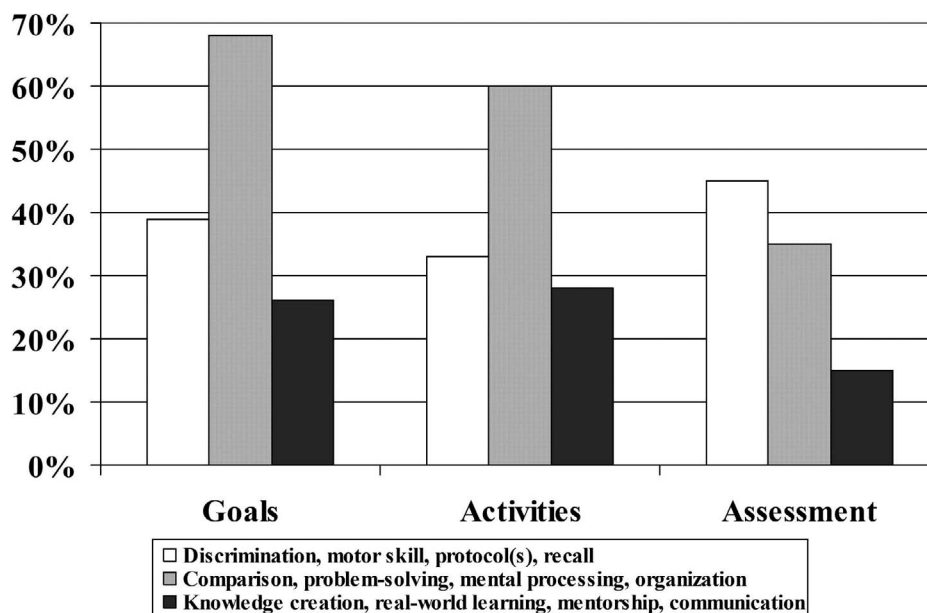 70%
60%
50%
40%
30%
20%
10%
0%
Goals Activities Assessment
Discrimination, motor skill, protocol(s), recall
Comparison, problem-solving, mental processing, organization
Knowledge creation, real-world learning, mentorship, communication